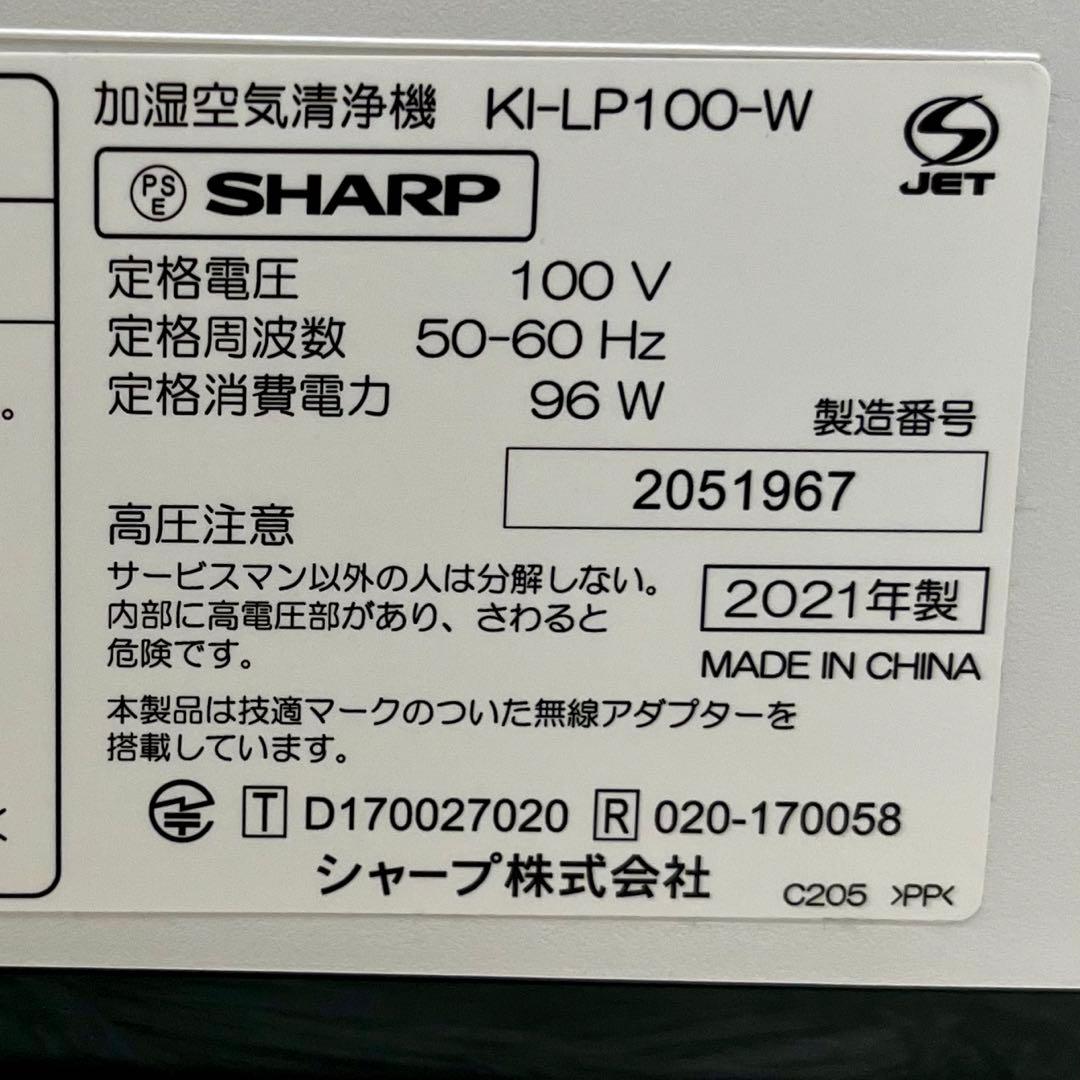 加湿空気清浄機 KI-LP100-W
JET
PSE SHARP
定格電圧 100 V
定格周波数 50-60 Hz
定格消費電力 96 W
製造番号
2051967
高圧注意
サービスマン以外の人は分解しない。
内部に高電圧部があり、さわると
危険です。
2021年製
MADE IN CHINA
本製品は技適マークのついた無線アダプターを
搭載しています。
T D170027020 R 020-170058
シャープ株式会社
C205 >PP<
。
く